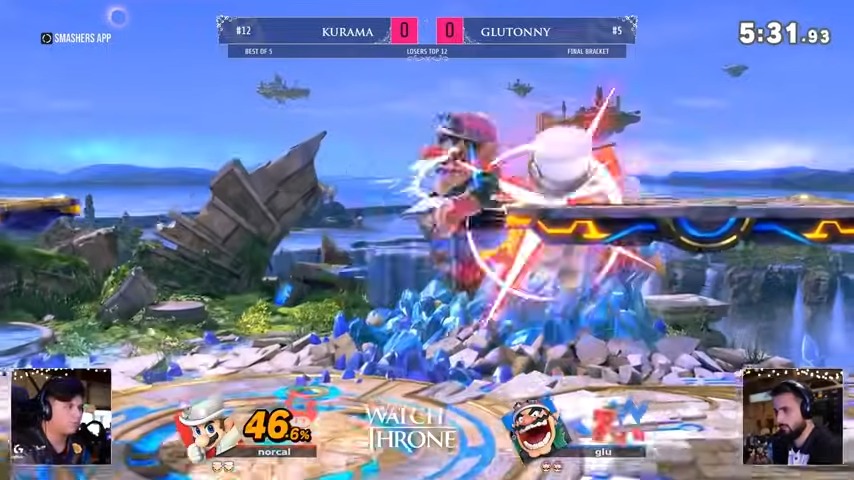 #12 KURAMA 0 0 GLUTONNY #5
BEST OF 5 LOSERS TOP 12 FINAL BRACKET
5:31.93
SMASHERS APP
46.6%
norcal
WATCH
THRONE
glu